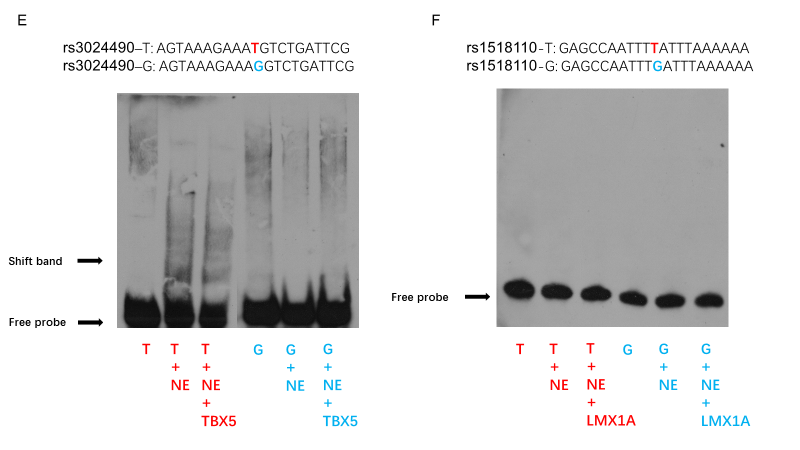 E
rs3024490–T: AGTAAAGAAATGTCTGATTCG
rs3024490–G: AGTAAAGAAAGGTCTGATTCG
Shift band
Free probe
T T T G G G
+ + + +
NE NE NE NE
+ +
TBX5 TBX5
F
rs1518110-T: GAGCCAATTTTATTTAAAAAA
rs1518110-G: GAGCCAATTTGATTTAAAAAA
Free probe
T T T G G G
+ + + +
NE NE NE NE
+ +
LMX1A LMX1A